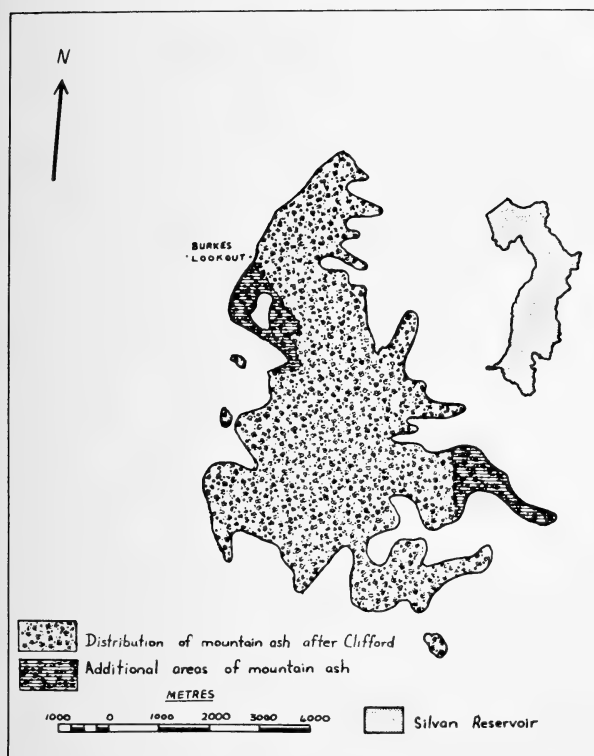 N
BURKES
LOOKOUT
Distribution of mountain ash after Clifford
Additional areas of mountain ash
METRES
1000 0 1000 2000 3000 4000
Silvan Reservoir